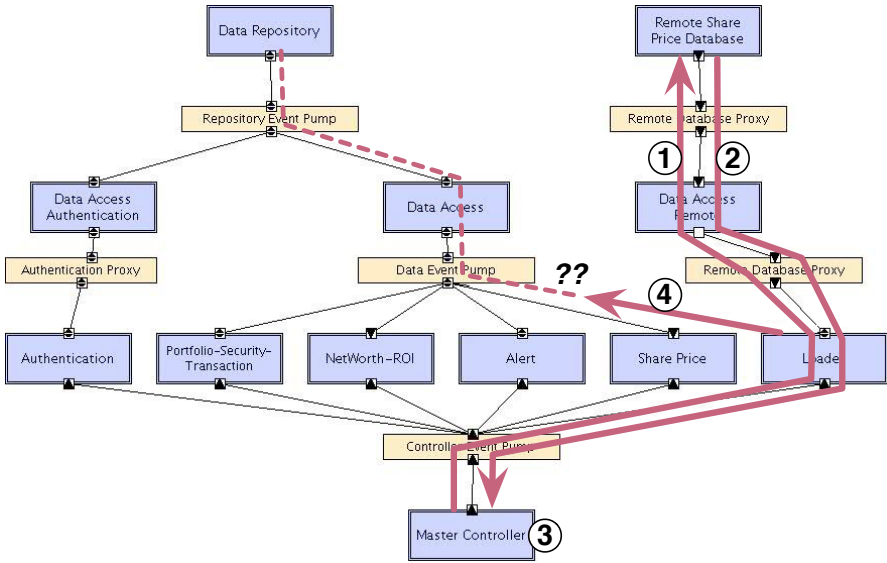 Data Repository
Remote Share
Price Database
Repository Event Pump
Remote Database Proxy
1
2
Data Access
Authentication
Data Access
Data Access
Remote
Authentication Proxy
Data Event Pump
??
Remote Database Proxy
4
Authentication
Portfolio-Security-
Transaction
NetWorth-ROI
Alert
Share Price
Loader
Controller Event Pump
Master Controller
3